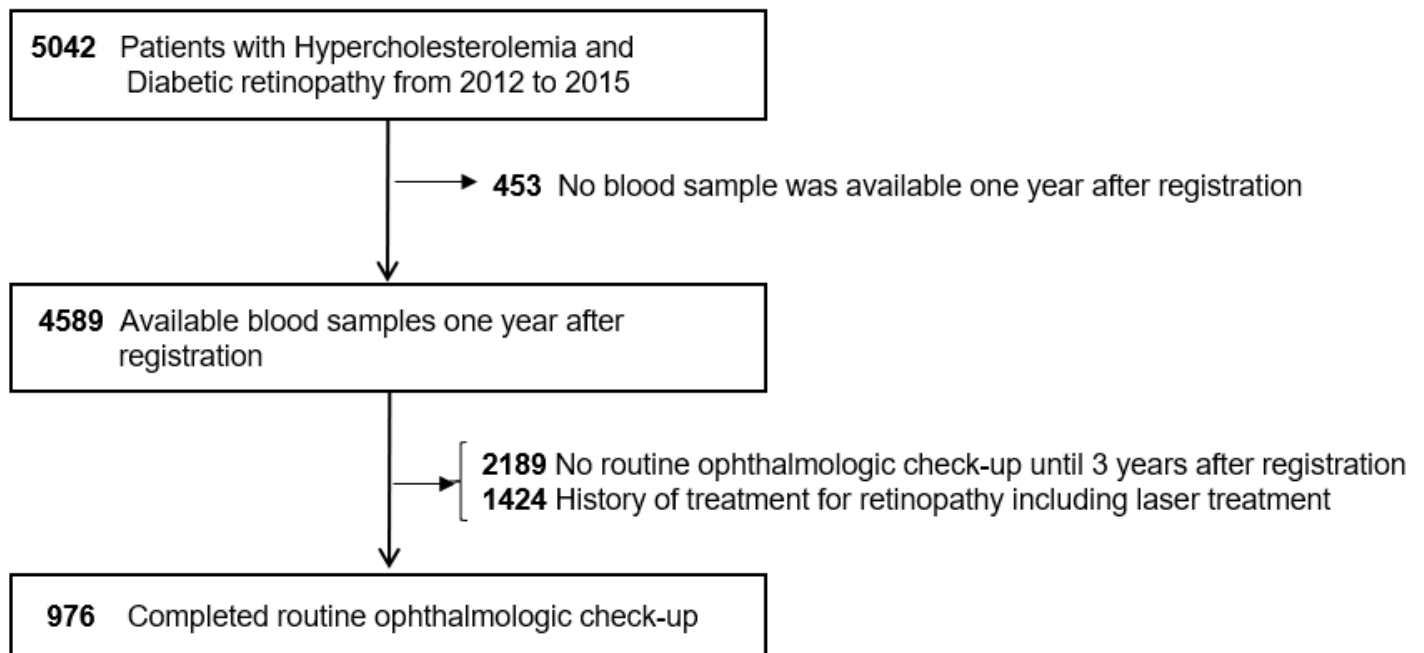 5042 Patients with Hypercholesterolemia and
Diabetic retinopathy from 2012 to 2015
453 No blood sample was available one year after registration
4589 Available blood samples one year after
registration
2189 No routine ophthalmologic check-up until 3 years after registration
1424 History of treatment for retinopathy including laser treatment
976 Completed routine ophthalmologic check-up